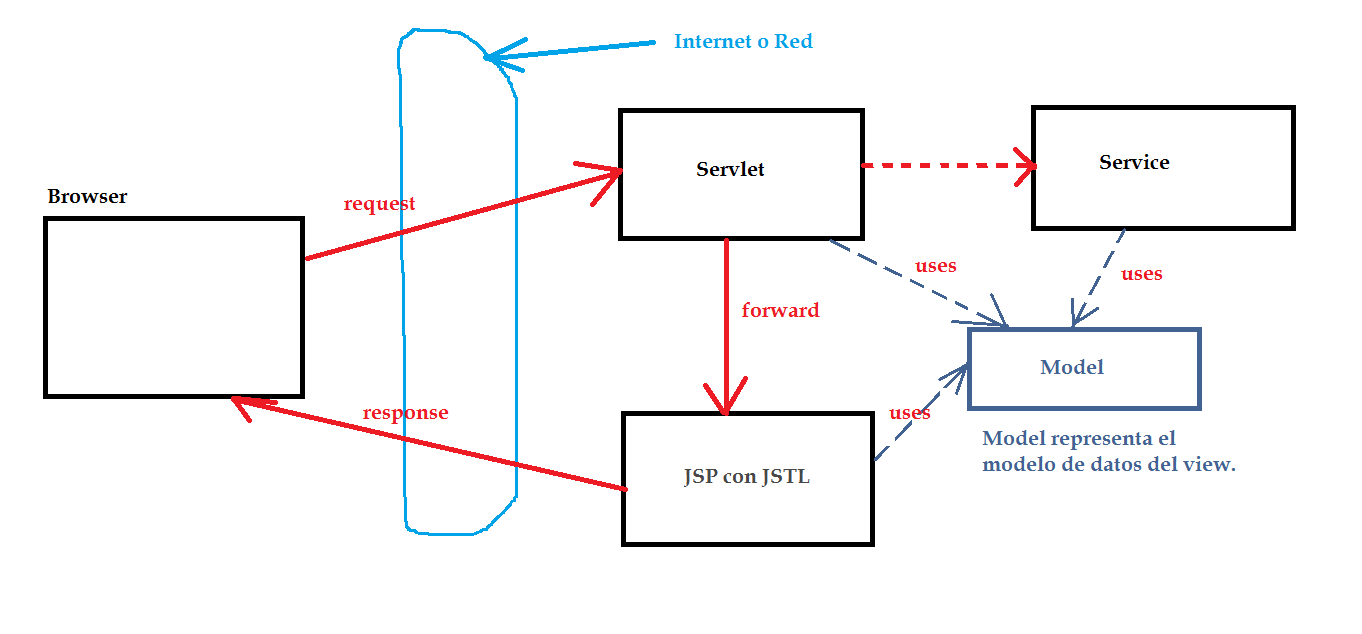 Internet o Red
Servlet
Service
Browser
request
uses
uses
forward
Model
response
uses
Model representa el
modelo de datos del view.
JSP con JSTL